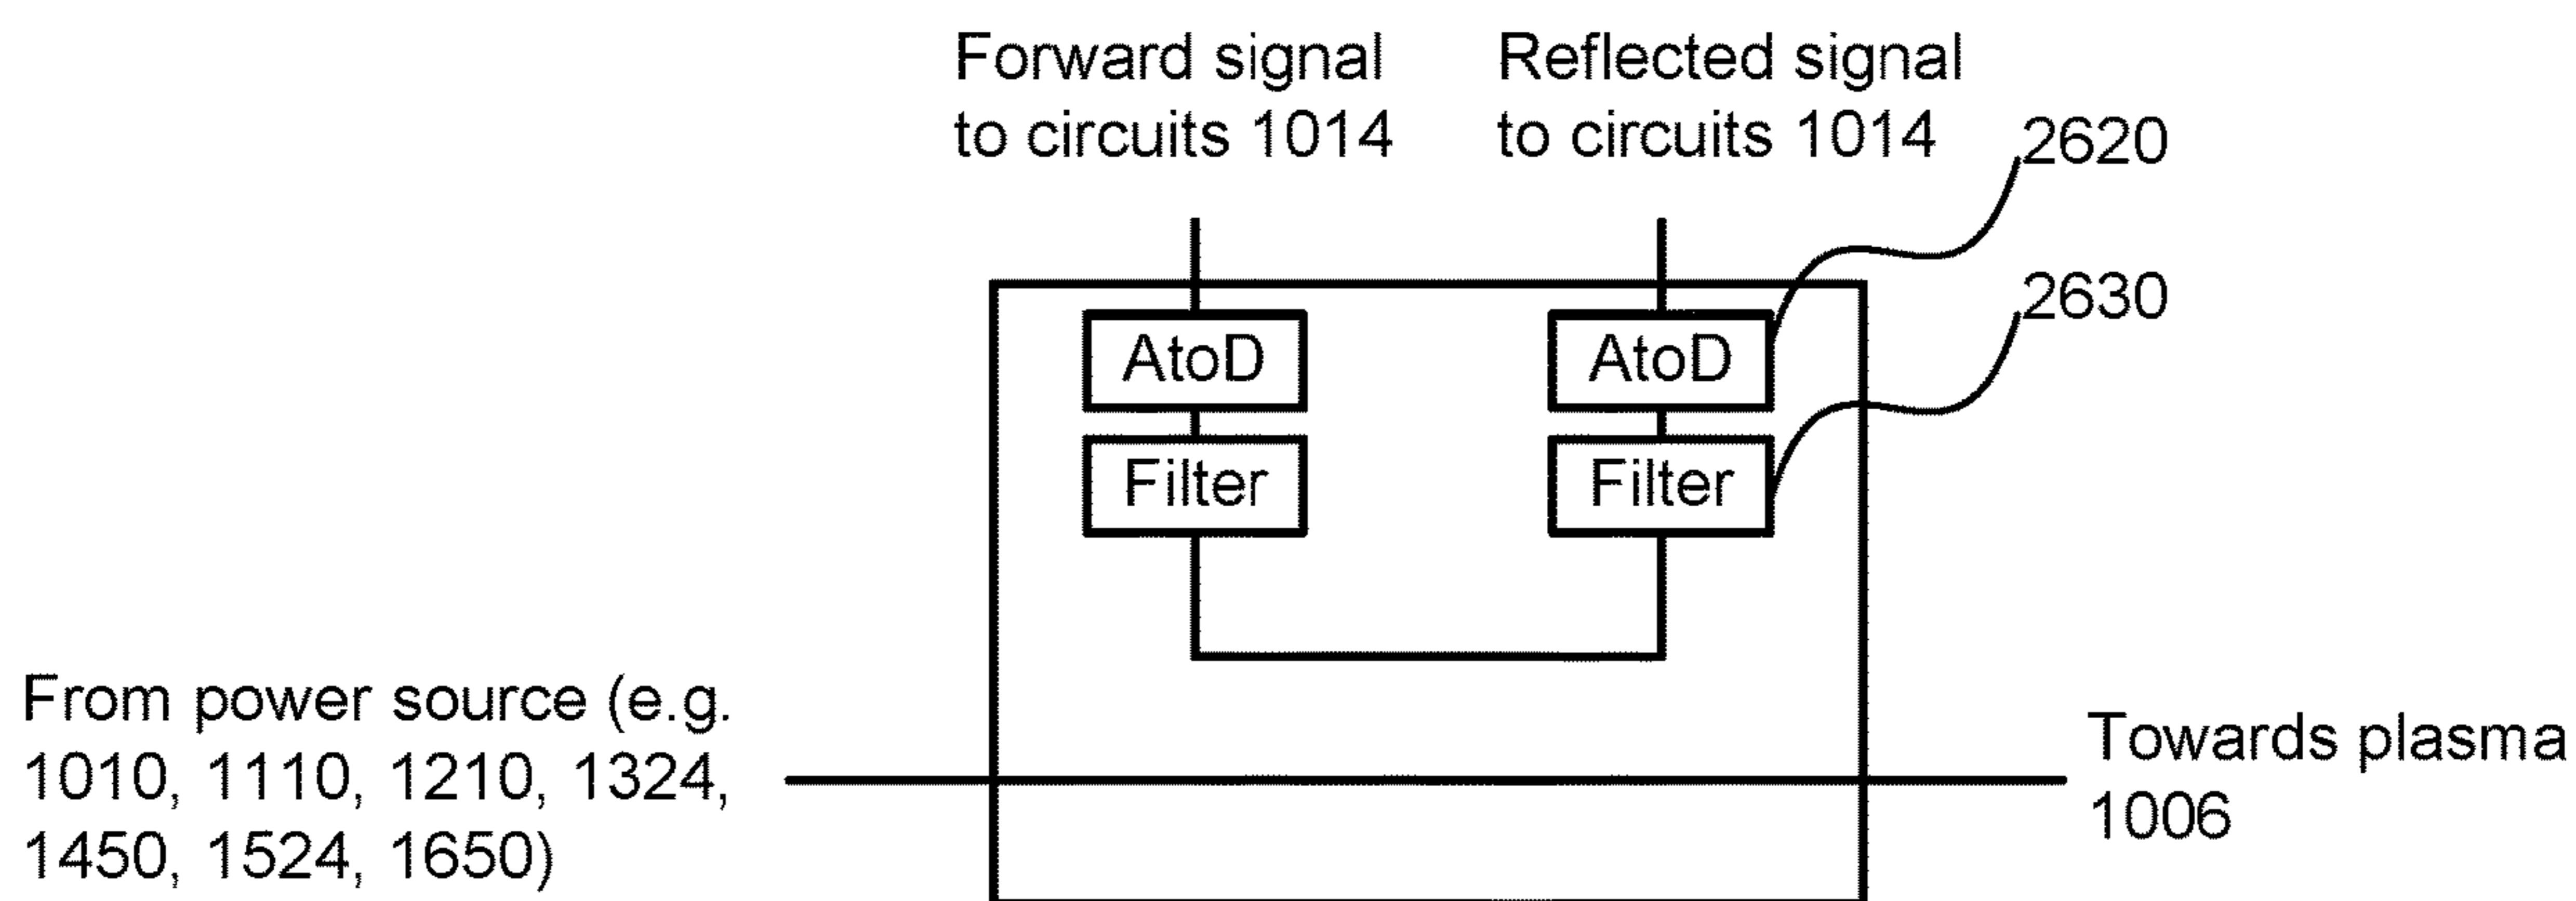 Forward signal
to circuits 1014
Reflected signal
to circuits 1014
2620
2630
AtoD
AtoD
Filter
Filter
From power source (e.g.
1010, 1110, 1210, 1324,
1450, 1524, 1650)
Towards plasma
1006